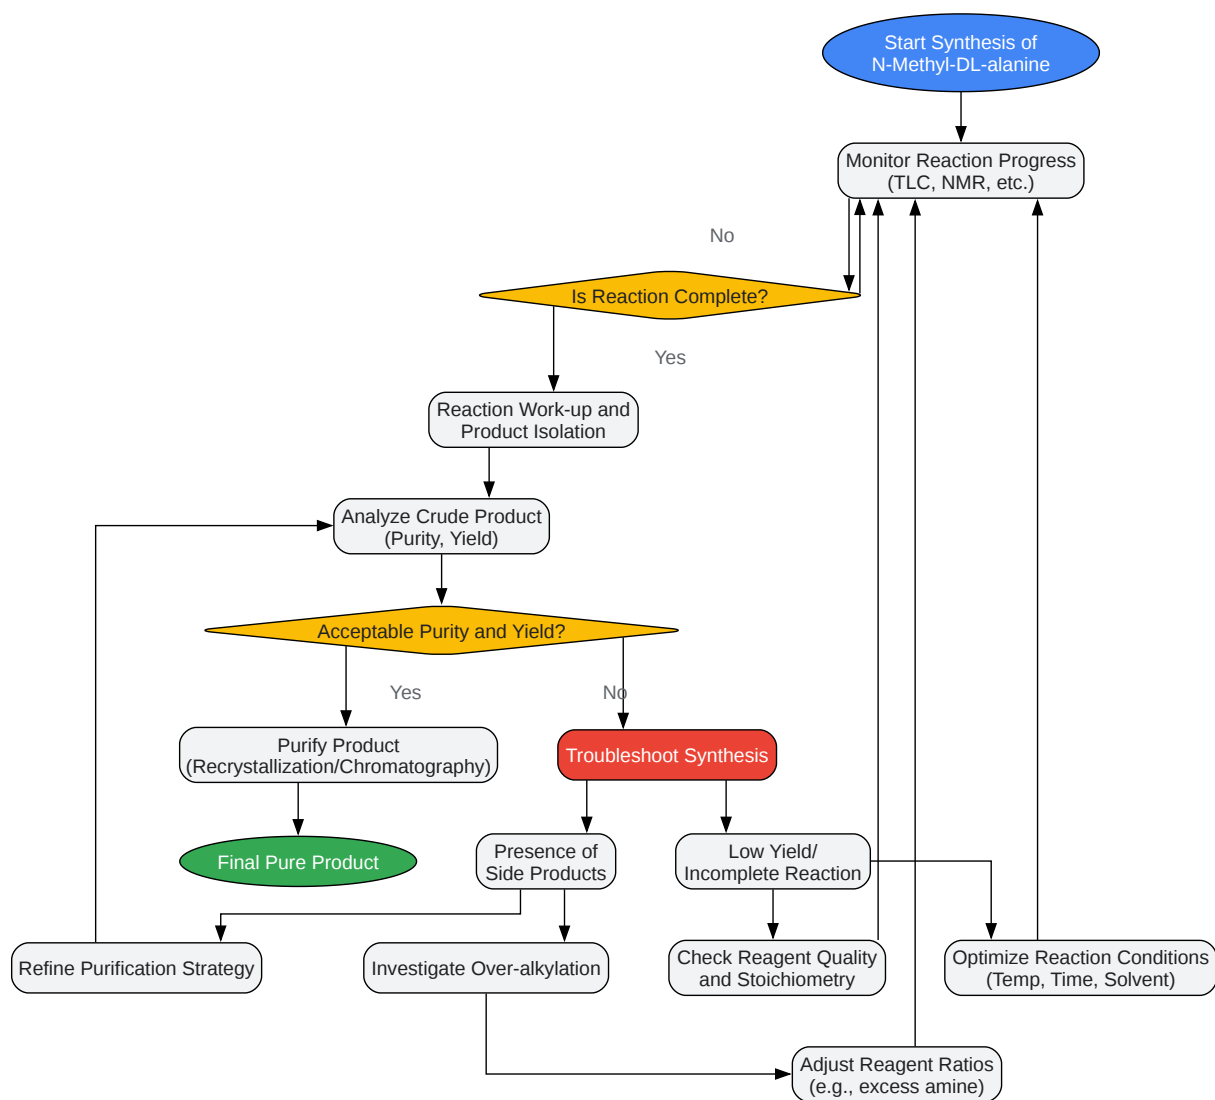 Start Synthesis of
N-Methyl-DL-alanine
Monitor Reaction Progress
(TLC, NMR, etc.)
No
Is Reaction Complete?
Yes
Reaction Work-up and
Product Isolation
Analyze Crude Product
(Purity, Yield)
Acceptable Purity and Yield?
Yes
No
Purify Product
(Recrystallization/Chromatography)
Troubleshoot Synthesis
Final Pure Product
Presence of
Side Products
Low Yield/
Incomplete Reaction
Refine Purification Strategy
Investigate Over-alkylation
Check Reagent Quality
and Stoichiometry
Optimize Reaction Conditions
(Temp, Time, Solvent)
Adjust Reagent Ratios
(e.g., excess amine)